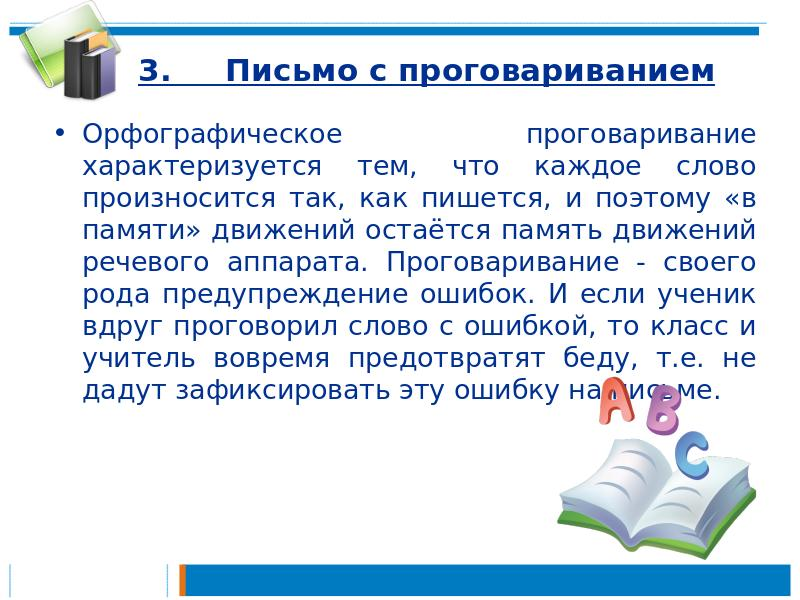 3. Письмо с проговариванием
• Орфографическое проговаривание
характеризуется тем, что каждое слово
произносится так, как пишется, и поэтому «в
памяти» движений остаётся память движений
речевого аппарата. Проговаривание - своего
рода предупреждение ошибок. И если ученик
вдруг проговорил слово с ошибкой, то класс и
учитель вовремя предотвратят беду, т.е. не
дадут зафиксировать эту ошибку на письме.
A B C